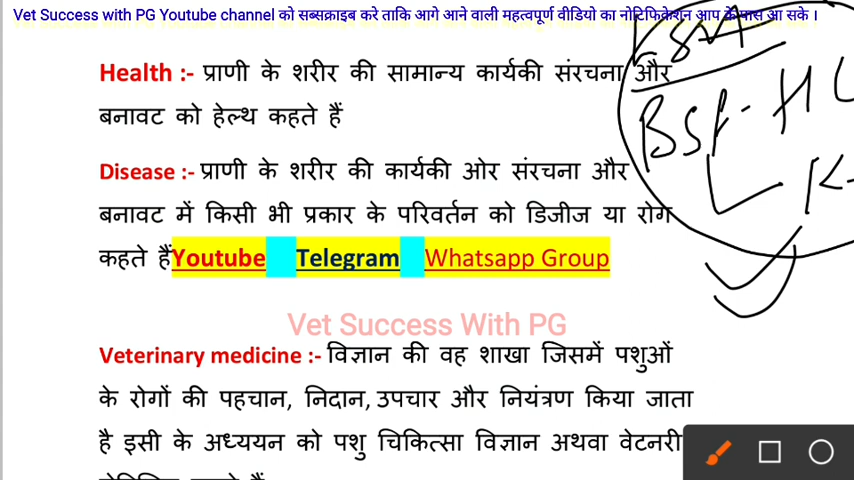 Vet Success with PG Youtube channel को सब्सक्राइब करे ताकि आगे आने वाली महत्वपूर्ण वीडियो का नोटिफिकेशन आप के पास आ सके ।
Health :- प्राणी के शरीर की सामान्य कार्यकी संरचना और
बनावट को हेल्थ कहते हैं
Disease :- प्राणी के शरीर की कार्यकी ओर संरचना और
बनावट में किसी भी प्रकार के परिवर्तन को डिजीज या रोग
कहते हैं Youtube Telegram Whatsapp Group
Vet Success With PG
Veterinary medicine :- विज्ञान की वह शाखा जिसमें पशुओं
के रोगों की पहचान, निदान, उपचार और नियंत्रण किया जाता
है इसी के अध्ययन को पशु चिकित्सा विज्ञान अथवा वेटनरी